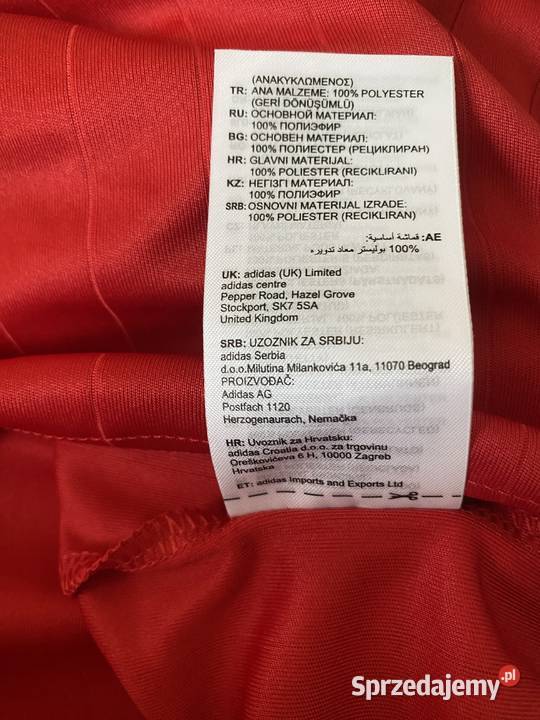 (ΑΝΑΚΥΚΛΩΜΕΝΟΣ)
TR: ANA MALZEME: 100% POLYESTER
(GERİ DÖNÜŞÜMLÜ)
RU: ОСНОВНОЙ МАТЕРИАЛ:
100% ПОЛИЭФИР
BG: ОСНОВЕН МАТЕРИАЛ:
100% ПОЛИЕСТЕР (РЕЦИКЛИРАН)
HR: GLAVNI MATERIJAL:
100% POLIESTER (RECIKLIRANI)
KZ: НЕГІЗГІ МАТЕРИАЛ:
100% ПОЛИЭФИР
SRB: OSNOVNI MATERIJAL IZRADE:
100% POLIESTER (RECIKLIRAN)
AE: قماشة أساسية:
100% بوليستر معاد تدويره
UK: adidas (UK) Limited
adidas centre
Pepper Road, Hazel Grove
Stockport, SK7 5SA
United Kingdom
SRB: UZOZNIK ZA SRBIJU:
adidas Serbia
d.o.o.Milutina Milankovića 11a, 11070 Beograd
PROIZVOĐAČ:
Adidas AG
Postfach 1120
Herzogenaurach, Nemačka
HR: Uvoznik za Hrvatsku:
adidas Croatia d.o.o. za trgovinu
Oreškovićeva 6 H, 10000 Zagreb
Hrvatska
ET: adidas Imports and Exports Ltd
Sprzedajemy.pl